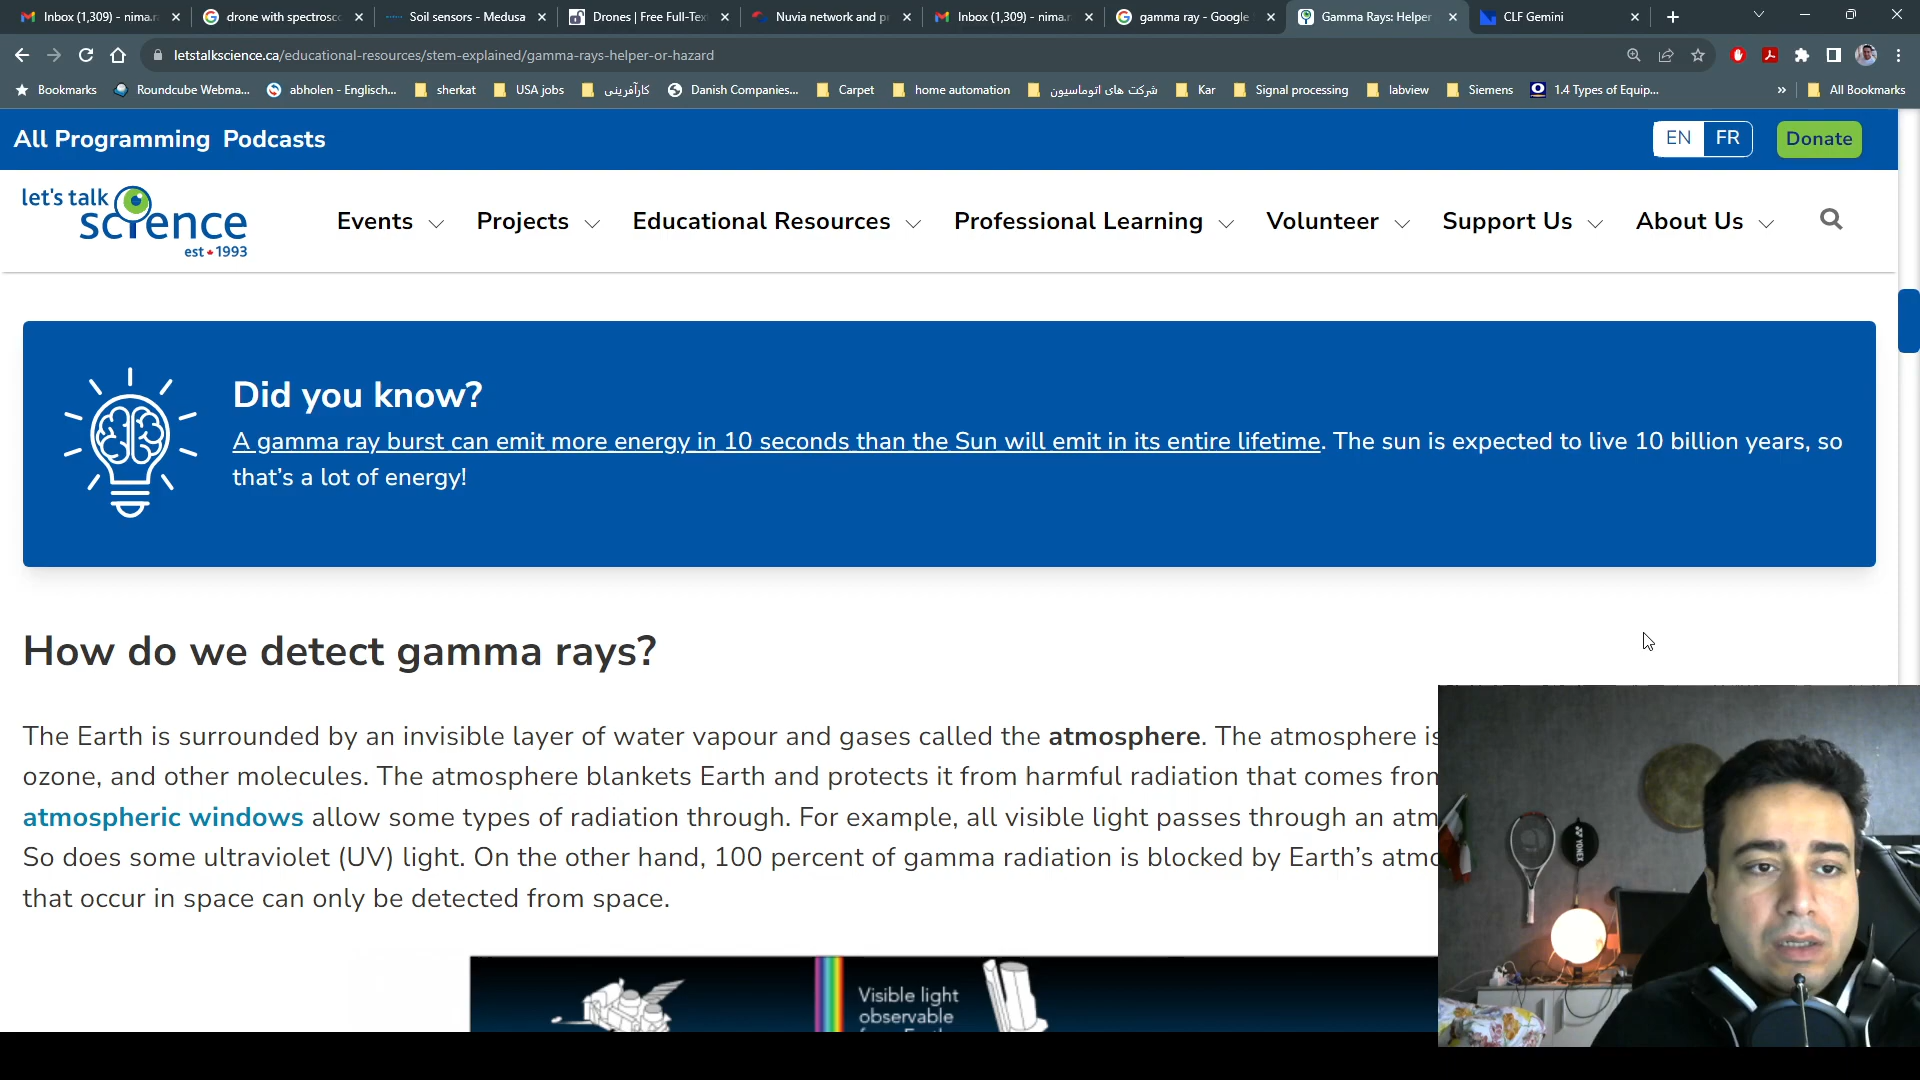 Inbox (1,309) - nima.r
drone with spectrosc
Soil sensors - Medusa
Drones | Free Full-Tex
Nuvia network and p
Inbox (1,309) - nima.r
gamma ray - Google
Gamma Rays: Helper
CLF Gemini
letstalkscience.ca/educational-resources/stem-explained/gamma-rays-helper-or-hazard
Bookmarks
Roundcube Webma...
abholen - Englisch...
sherkat
USA jobs
کارآفرینی
Danish Companies...
Carpet
home automation
شرکت های اتوماسیون
Kar
Signal processing
labview
Siemens
1.4 Types of Equip...
»
All Bookmarks
All Programming Podcasts
EN FR
Donate
let's talk
science
est 1993
Events
Projects
Educational Resources
Professional Learning
Volunteer
Support Us
About Us
Did you know?
A gamma ray burst can emit more energy in 10 seconds than the Sun will emit in its entire lifetime. The sun is expected to live 10 billion years, so
that's a lot of energy!
How do we detect gamma rays?
The Earth is surrounded by an invisible layer of water vapour and gases called the atmosphere. The atmosphere is
ozone, and other molecules. The atmosphere blankets Earth and protects it from harmful radiation that comes from
atmospheric windows allow some types of radiation through. For example, all visible light passes through an atm
So does some ultraviolet (UV) light. On the other hand, 100 percent of gamma radiation is blocked by Earth's atmo
that occur in space can only be detected from space.
Visible light
observable
YONEX